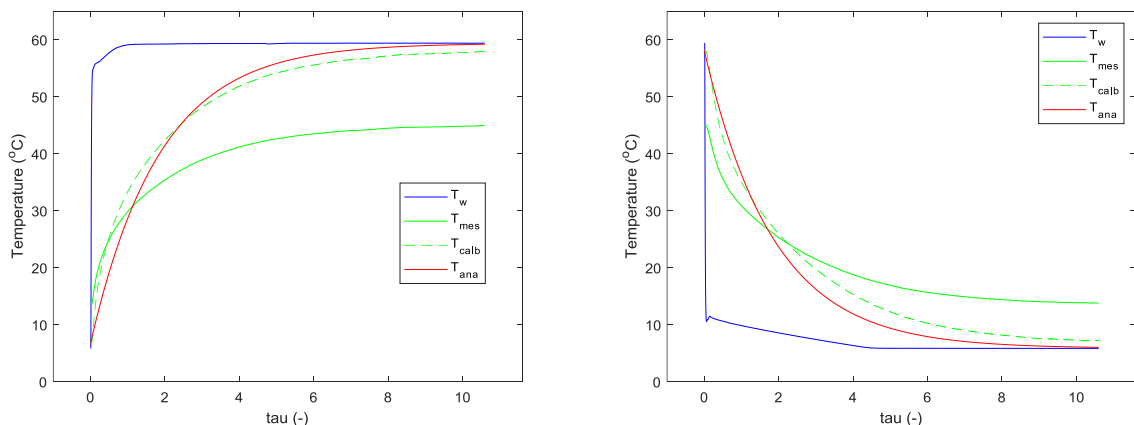 60
50
40
30
20
10
0
Temperature (°C)
T_w
T_mes
T_calb
T_ana
0 2 4 6 8 10
tau (-)
60
50
40
30
20
10
0
Temperature (°C)
T_w
T_mes
T_calb
T_ana
0 2 4 6 8 10
tau (-)